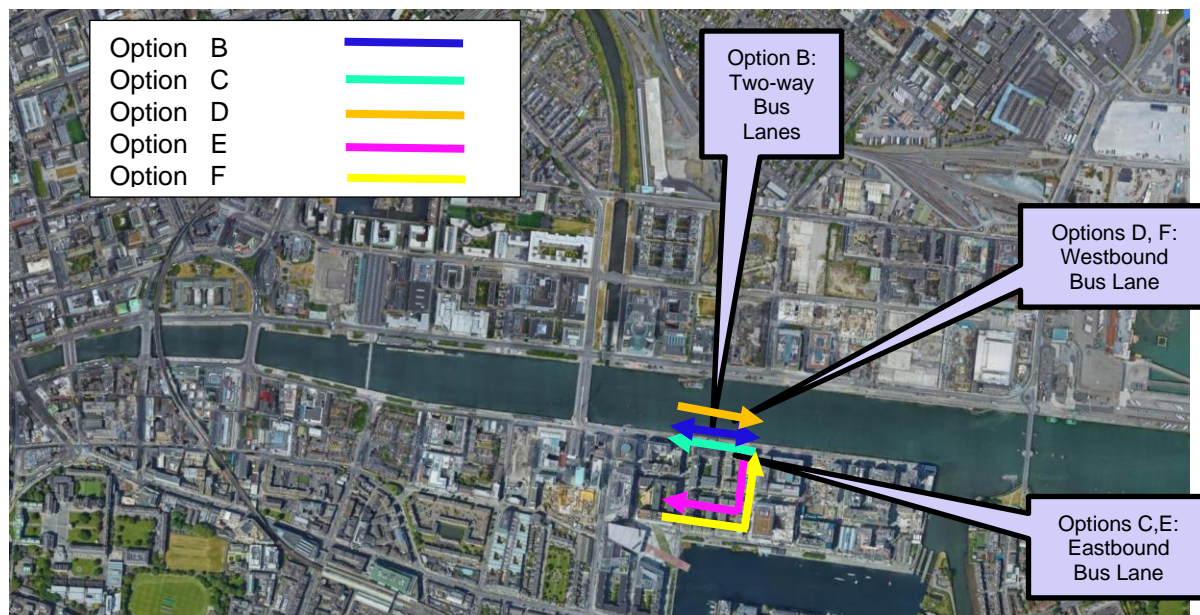 Option B
Option C
Option D
Option E
Option F
Option B:
Two-way
Bus
Lanes
Options D, F:
Westbound
Bus Lane
Options C,E:
Eastbound
Bus Lane